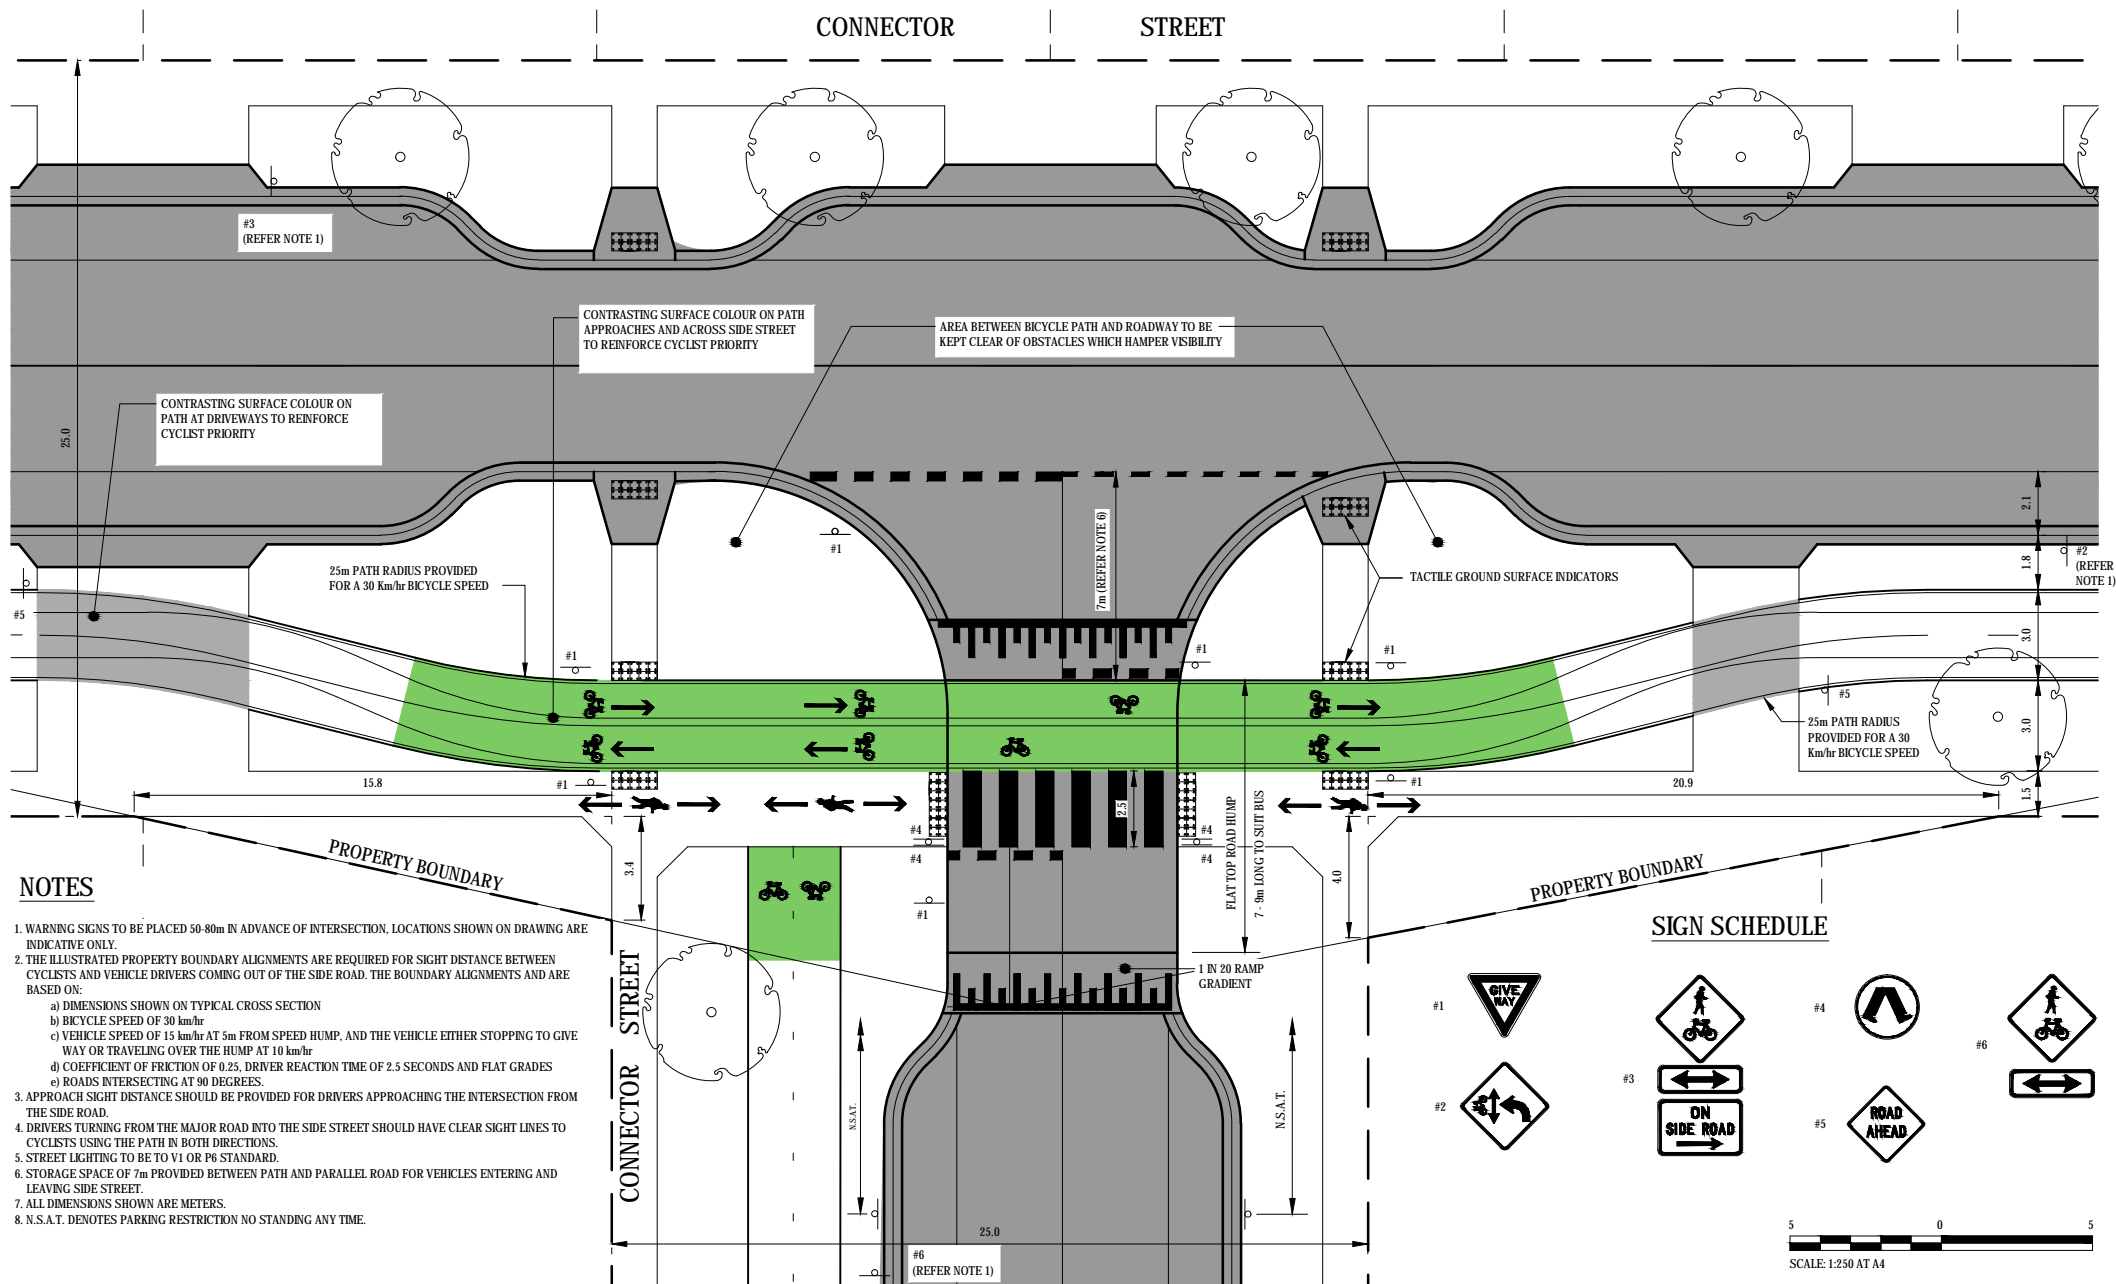 CONNECTOR STREET
#3
(REFER NOTE 1)
CONTRASTING SURFACE COLOUR ON PATH
APPROACHES AND ACROSS SIDE STREET
TO REINFORCE CYCLIST PRIORITY
AREA BETWEEN BICYCLE PATH AND ROADWAY TO BE
KEPT CLEAR OF OBSTACLES WHICH HAMPER VISIBILITY
CONTRASTING SURFACE COLOUR ON
PATH AT DRIVEWAYS TO REINFORCE
CYCLIST PRIORITY
25.0
2.1
7m (REFER NOTE 6)
#1
#2
(REFER
NOTE 1)
1.8
25m PATH RADIUS PROVIDED
FOR A 30 Km/hr BICYCLE SPEED
TACTILE GROUND SURFACE INDICATORS
#5
3.0
#1
#1
#1
#5
25m PATH RADIUS
PROVIDED FOR A 30
Km/hr BICYCLE SPEED
3.0
15.8
#1
#1
20.9
1.5
2.5
#4
#4
#4
#4
FLAT TOP ROAD HUMP
7 - 9m LONG TO SUIT BUS
3.4
4.0
PROPERTY BOUNDARY
PROPERTY BOUNDARY
#1
1 IN 20 RAMP
GRADIENT
NOTES
1. WARNING SIGNS TO BE PLACED 50-80m IN ADVANCE OF INTERSECTION, LOCATIONS SHOWN ON DRAWING ARE
INDICATIVE ONLY.
2. THE ILLUSTRATED PROPERTY BOUNDARY ALIGNMENTS ARE REQUIRED FOR SIGHT DISTANCE BETWEEN
CYCLISTS AND VEHICLE DRIVERS COMING OUT OF THE SIDE ROAD. THE BOUNDARY ALIGNMENTS AND ARE
BASED ON:
a) DIMENSIONS SHOWN ON TYPICAL CROSS SECTION
b) BICYCLE SPEED OF 30 km/hr
c) VEHICLE SPEED OF 15 km/hr AT 5m FROM SPEED HUMP, AND THE VEHICLE EITHER STOPPING TO GIVE
WAY OR TRAVELING OVER THE HUMP AT 10 km/hr
d) COEFFICIENT OF FRICTION OF 0.25, DRIVER REACTION TIME OF 2.5 SECONDS AND FLAT GRADES
e) ROADS INTERSECTING AT 90 DEGREES.
3. APPROACH SIGHT DISTANCE SHOULD BE PROVIDED FOR DRIVERS APPROACHING THE INTERSECTION FROM
THE SIDE ROAD.
4. DRIVERS TURNING FROM THE MAJOR ROAD INTO THE SIDE STREET SHOULD HAVE CLEAR SIGHT LINES TO
CYCLISTS USING THE PATH IN BOTH DIRECTIONS.
5. STREET LIGHTING TO BE TO V1 OR P6 STANDARD.
6. STORAGE SPACE OF 7m PROVIDED BETWEEN PATH AND PARALLEL ROAD FOR VEHICLES ENTERING AND
LEAVING SIDE STREET.
7. ALL DIMENSIONS SHOWN ARE METERS.
8. N.S.A.T. DENOTES PARKING RESTRICTION NO STANDING ANY TIME.
CONNECTOR STREET
N.S.A.T.
N.S.A.T.
25.0
#6
(REFER NOTE 1)
SIGN SCHEDULE
#1
GIVE
WAY
#2
#3
ON
SIDE ROAD
#4
#5
ROAD
AHEAD
#6
5 0 5
SCALE: 1:250 AT A4